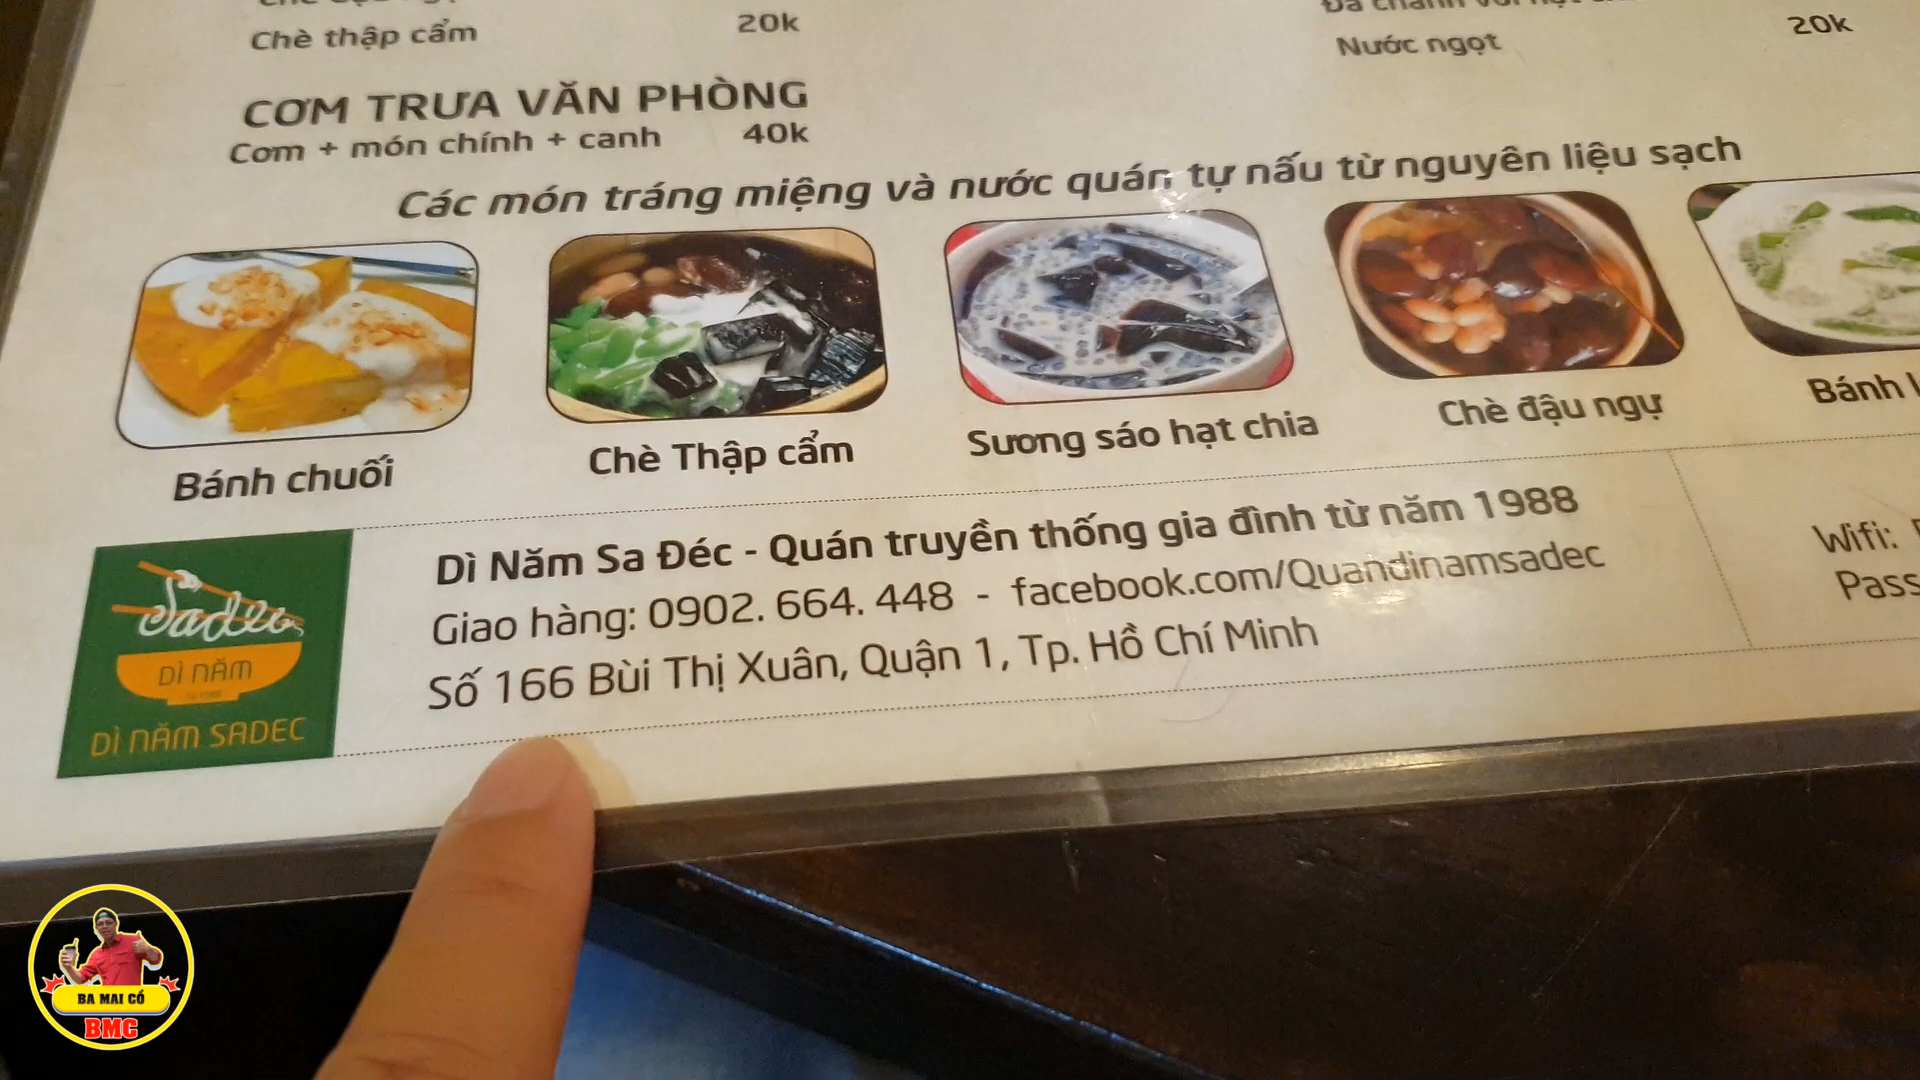 Chè thập cẩm 20k
Nước ngọt 20k
CƠM TRƯA VĂN PHÒNG
Cơm + món chính + canh 40k
Các món tráng miệng và nước quán tự nấu từ nguyên liệu sạch
Bánh chuối
Chè Thập cẩm
Sương sáo hạt chia
Chè đậu ngự
Bánh
Dì Năm Sa Đéc - Quán truyền thống gia đình từ năm 1988
Giao hàng: 0902. 664. 448 - facebook.com/Quandinamsadec
Số 166 Bùi Thị Xuân, Quận 1, Tp. Hồ Chí Minh
Wifi:
Pass
Sadec
DÌ NĂM
DÌ NĂM SADEC
BA MAI CỒ
BMC